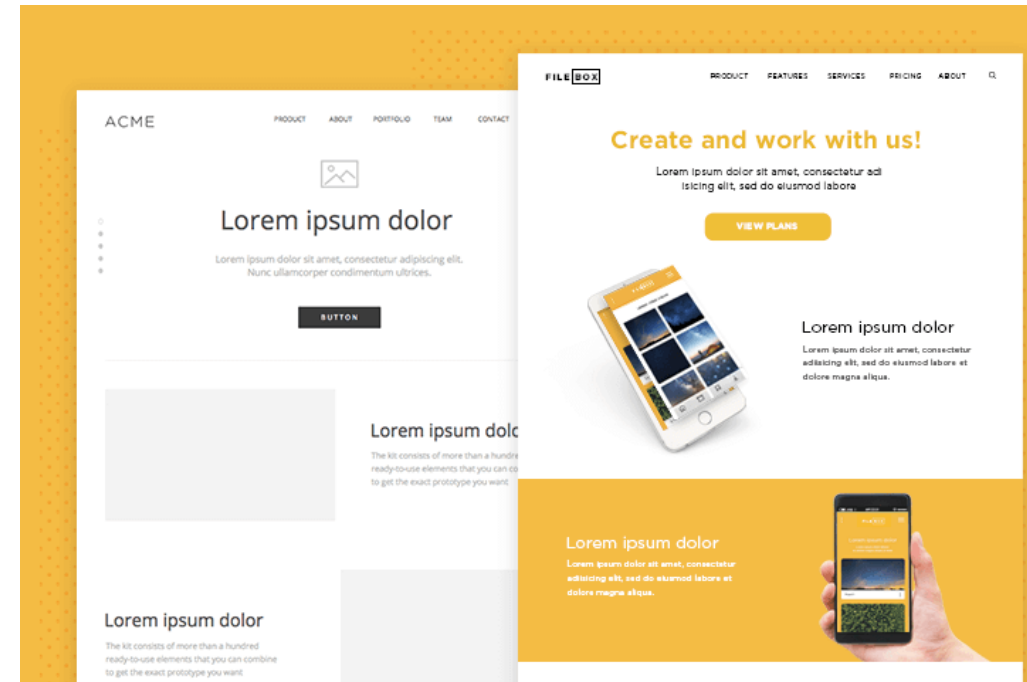 ACME
PRODUCT ABOUT PORTFOLIO TEAM CONTACT
Lorem ipsum dolor
Lorem ipsum dolor sit amet, consectetur adipiscing elit.
Nunc ullamcorper condimentum ultrices.
BUTTON
Lorem ipsum dolo
The kit consists of more than a hundre
ready-to-use elements that you can co
to get the exact prototype you want
Lorem ipsum dolor
The kit consists of more than a hundred
ready-to-use elements that you can combine
to get the exact prototype you want
FILE BOX
PRODUCT FEATURES SERVICES PRICING ABOUT
Create and work with us!
Lorem ipsum dolor sit amet, consectetur adi
isicing elit, sed do eiusmod labore
VIEW PLANS
Lorem ipsum dolor
Lorem ipsum dolor sit amet, consectetur
adiisicing elit, sed do eiusmod labore et
dolore magna aliqua.
Lorem ipsum dolor
Lorem ipsum dolor sit amet, consectetur
adiisicing elit, sed do eiusmod labore et
dolore magna aliqua.
Lorem ipsum dolor